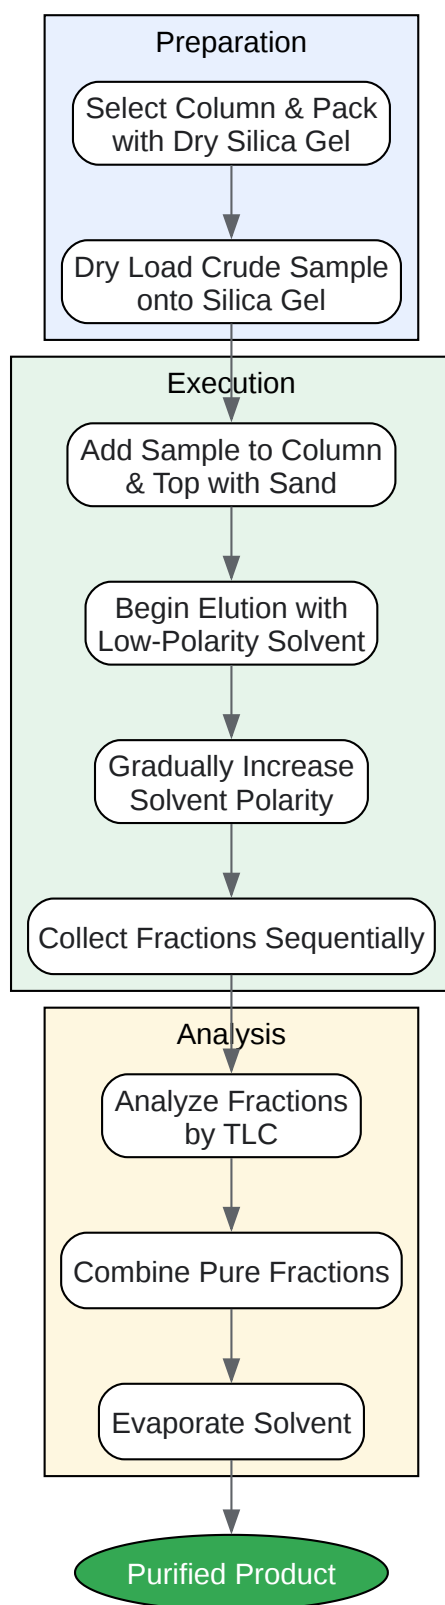 Preparation
Select Column & Pack
with Dry Silica Gel
Dry Load Crude Sample
onto Silica Gel
Execution
Add Sample to Column
& Top with Sand
Begin Elution with
Low-Polarity Solvent
Gradually Increase
Solvent Polarity
Collect Fractions Sequentially
Analysis
Analyze Fractions
by TLC
Combine Pure Fractions
Evaporate Solvent
Purified Product